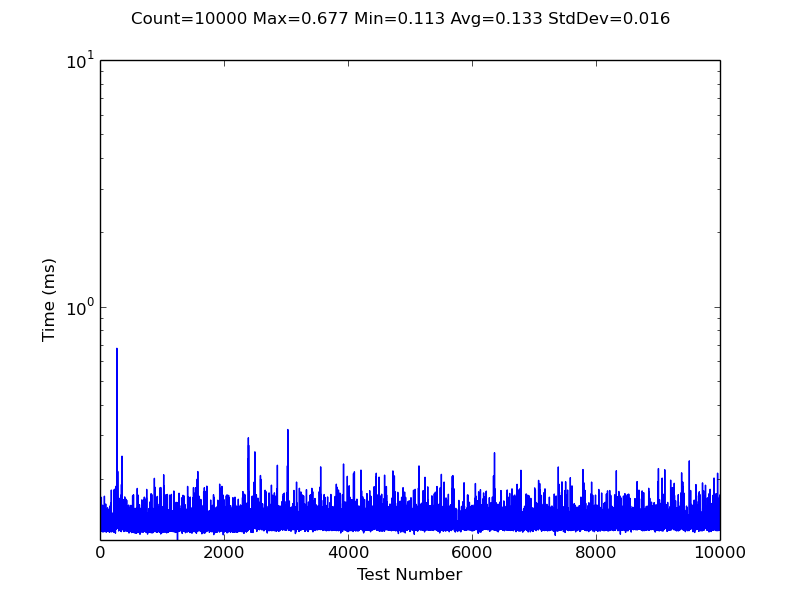 Count=10000 Max=0.677 Min=0.113 Avg=0.133 StdDev=0.016
10^1
10^0
Time (ms)
0 2000 4000 6000 8000 10000
Test Number